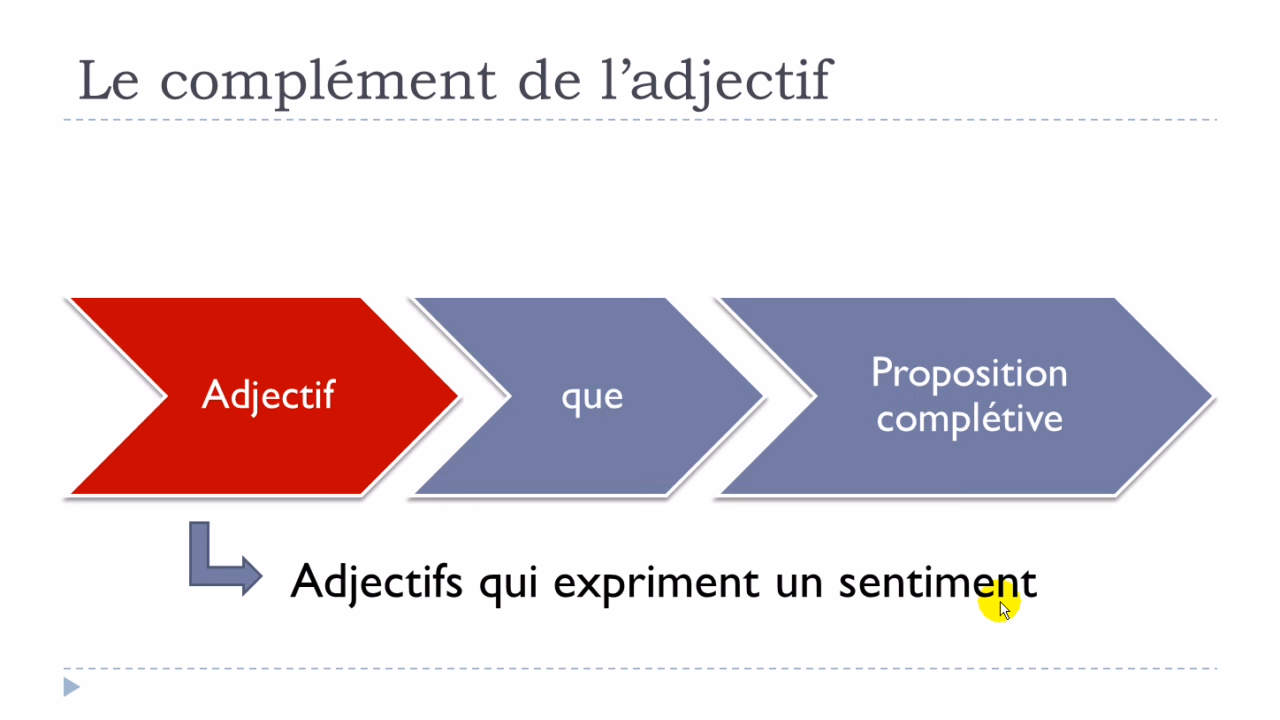 Le complément de l’adjectif
Adjectif
que
Proposition
complétive
Adjectifs qui expriment un sentiment